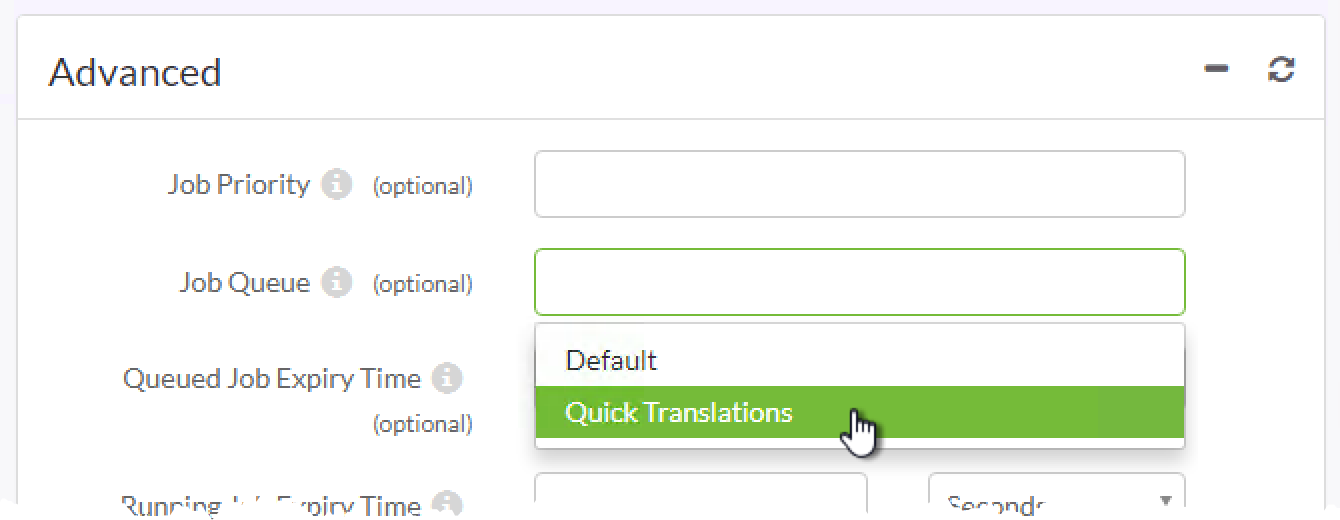 Advanced
Job Priority (optional)
Job Queue (optional)
Default
Queued Job Expiry Time
Quick Translations
(optional)
Running Job Expiry Time
Seconds